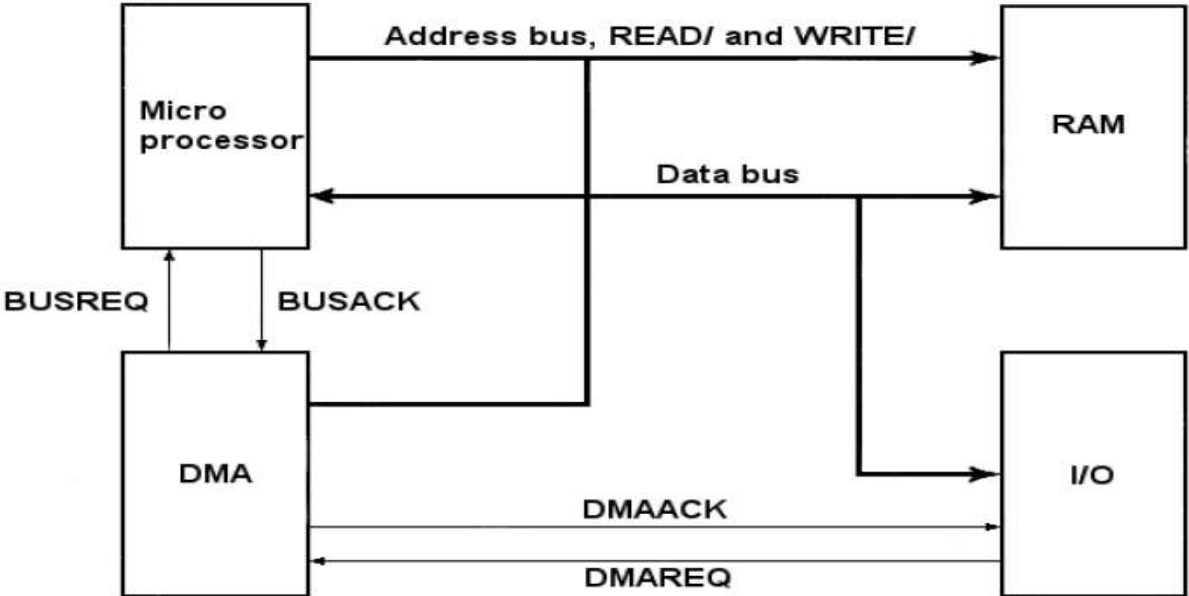 Address bus, READ/ and WRITE/
Micro
processor
RAM
Data bus
BUSREQ
BUSACK
DMA
I/O
DMAACK
DMAREQ